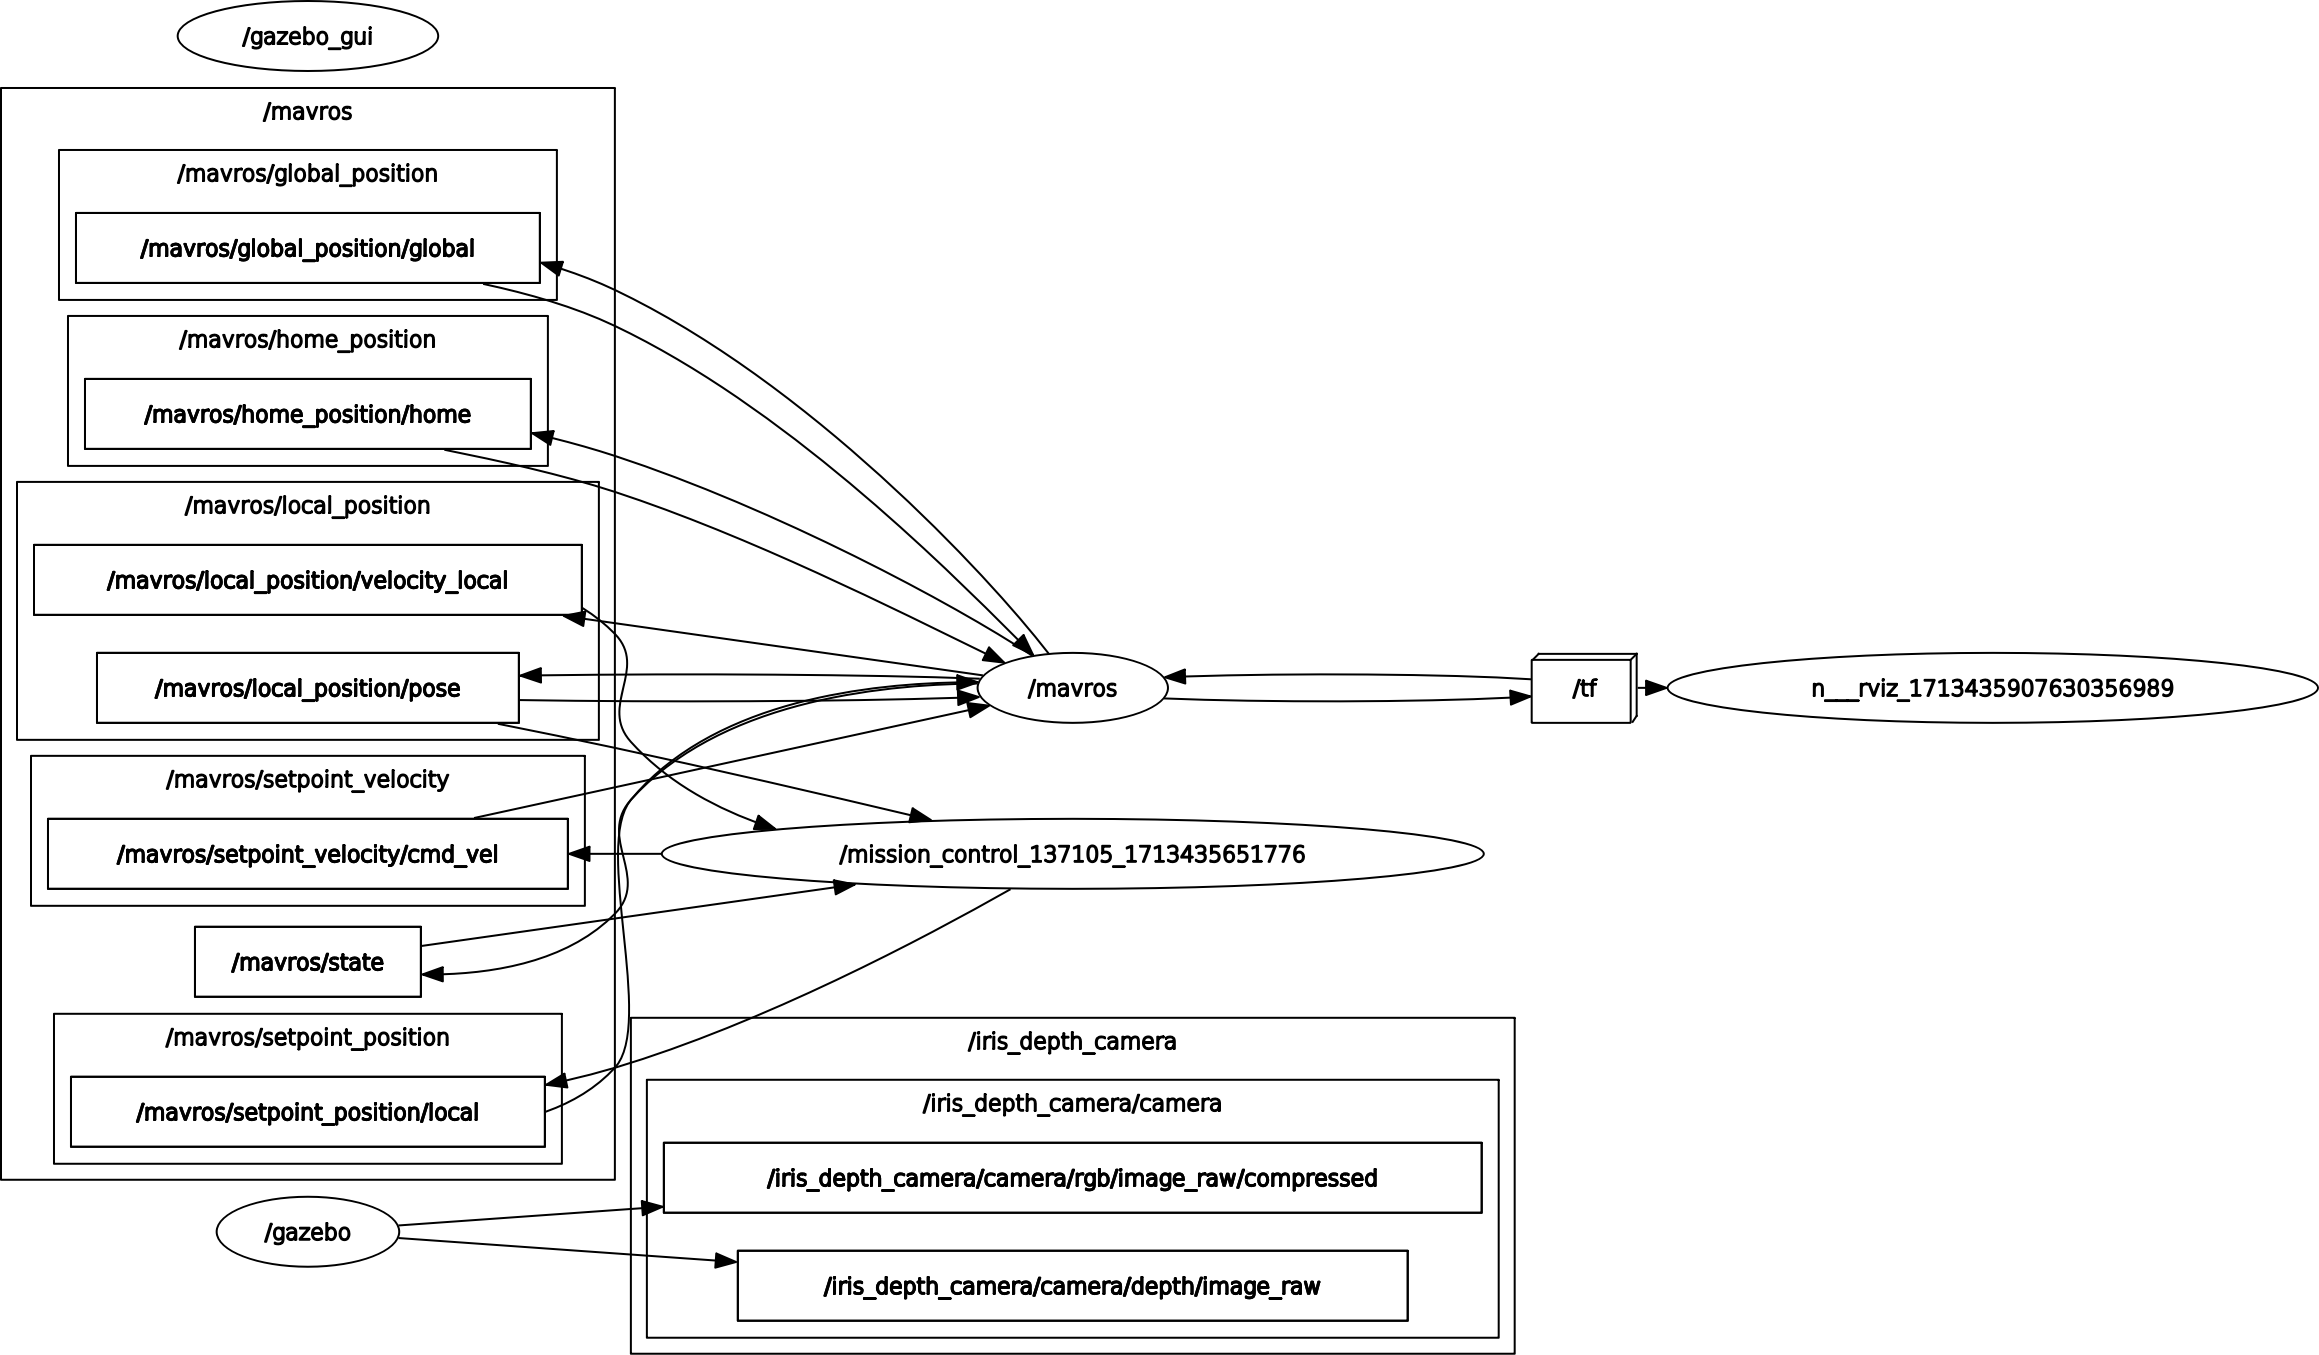 /gazebo_gui
/mavros
/mavros/global_position
/mavros/global_position/global
/mavros/home_position
/mavros/home_position/home
/mavros/local_position
/mavros/local_position/velocity_local
/mavros/local_position/pose
/mavros/setpoint_velocity
/mavros/setpoint_velocity/cmd_vel
/mavros/state
/mavros/setpoint_position
/mavros/setpoint_position/local
/gazebo
/mavros
/mission_control_137105_1713435651776
/iris_depth_camera
/iris_depth_camera/camera
/iris_depth_camera/camera/rgb/image_raw/compressed
/iris_depth_camera/camera/depth/image_raw
/tf
n___rviz_1713435907630356989